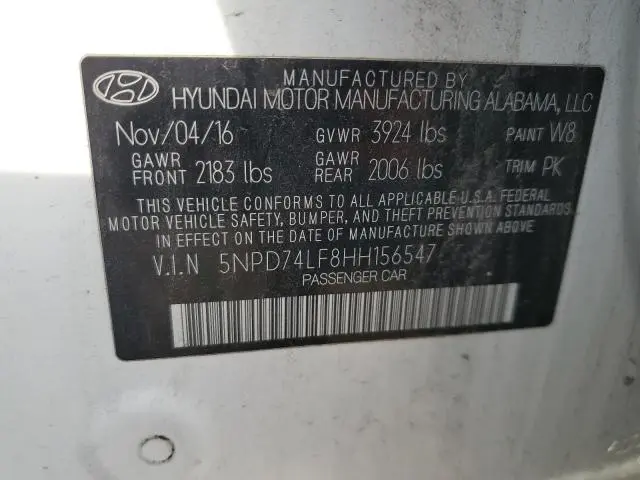 MANUFACTURED BY
HYUNDAI MOTOR MANUFACTURING ALABAMA, LLC
Nov/04/16 GVWR 3924 lbs PAINT W8
GAWR FRONT 2183 lbs GAWR REAR 2006 lbs TRIM PK
THIS VEHICLE CONFORMS TO ALL APPLICABLE U.S.A. FEDERAL
MOTOR VEHICLE SAFETY, BUMPER, AND THEFT PREVENTION STANDARDS
IN EFFECT ON THE DATE OF MANUFACTURE SHOWN ABOVE.
V.I.N 5NPD74LF8HH156547
PASSENGER CAR